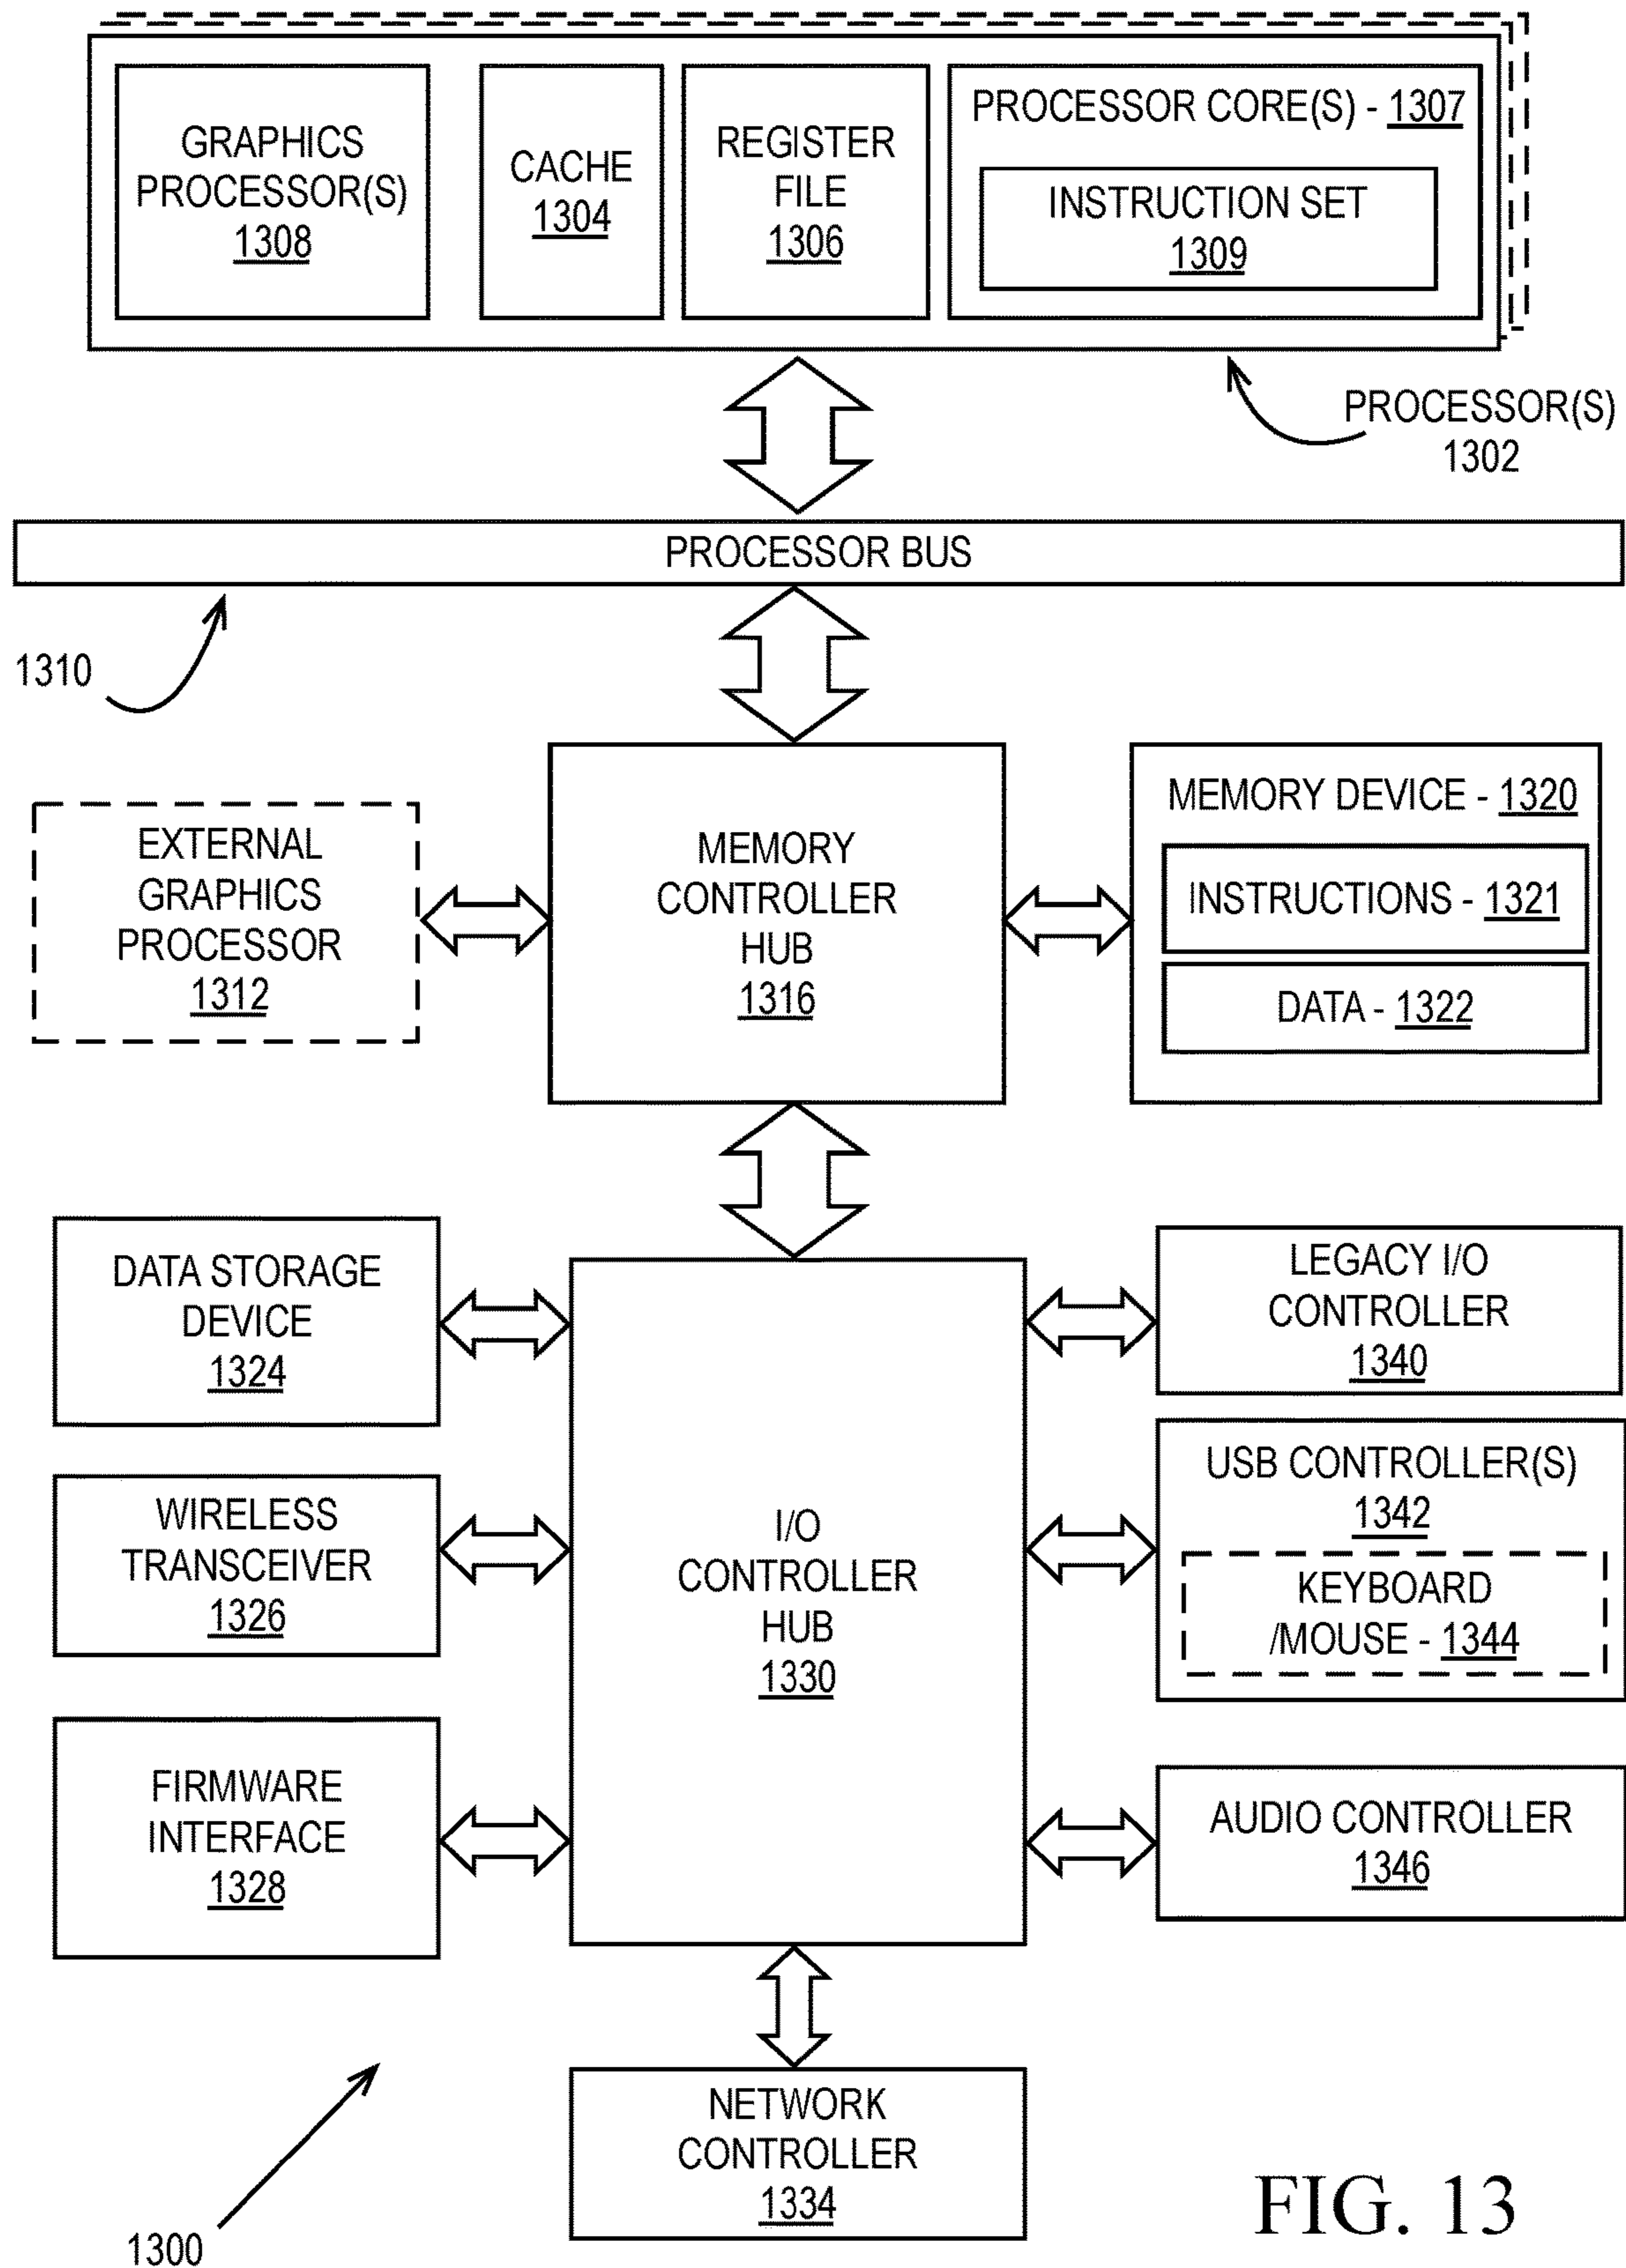 GRAPHICS
PROCESSOR(S)
1308
CACHE
1304
REGISTER
FILE
1306
PROCESSOR CORE(S) - 1307
INSTRUCTION SET
1309
PROCESSOR(S)
1302
PROCESSOR BUS
1310
EXTERNAL
GRAPHICS
PROCESSOR
1312
MEMORY
CONTROLLER
HUB
1316
MEMORY DEVICE - 1320
INSTRUCTIONS - 1321
DATA - 1322
DATA STORAGE
DEVICE
1324
WIRELESS
TRANSCEIVER
1326
FIRMWARE
INTERFACE
1328
I/O
CONTROLLER
HUB
1330
LEGACY I/O
CONTROLLER
1340
USB CONTROLLER(S)
1342
KEYBOARD
/MOUSE - 1344
AUDIO CONTROLLER
1346
NETWORK
CONTROLLER
1334
1300
FIG. 13